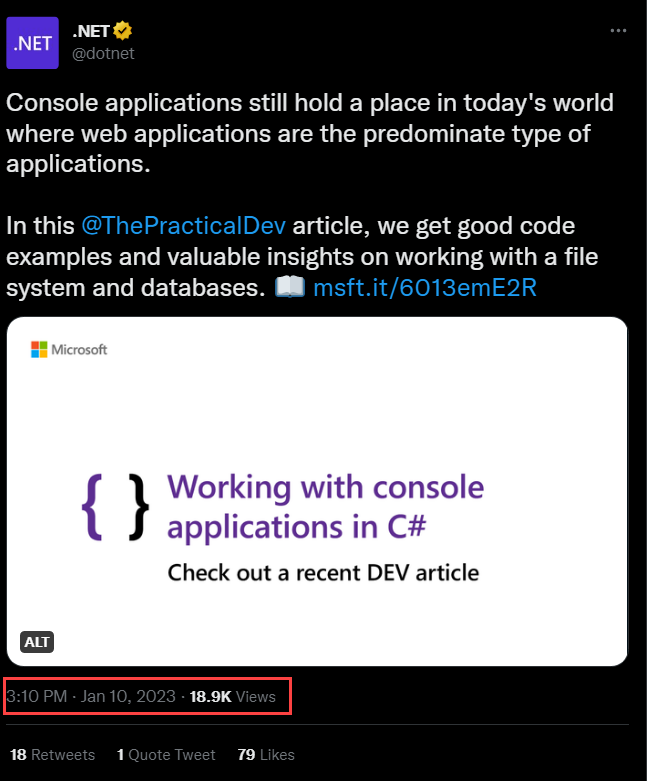 .NET
.NET
@dotnet
Console applications still hold a place in today's world
where web applications are the predominate type of
applications.
In this @ThePracticalDev article, we get good code
examples and valuable insights on working with a file
system and databases. 📖 msft.it/6013emE2R
Microsoft
{ } Working with console
applications in C#
Check out a recent DEV article
ALT
3:10 PM · Jan 10, 2023 · 18.9K Views
18 Retweets 1 Quote Tweet 79 Likes